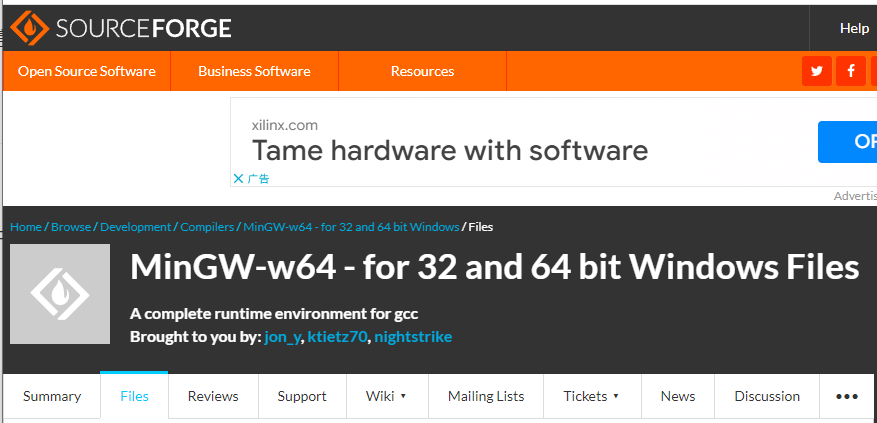 SOURCEFORGE
Help
Open Source Software Business Software Resources
xilinx.com
Tame hardware with software
广告
Home / Browse / Development / Compilers / MinGW-w64 - for 32 and 64 bit Windows / Files
MinGW-w64 - for 32 and 64 bit Windows Files
A complete runtime environment for gcc
Brought to you by: jon_y, ktietz70, nightstrike
Summary Files Reviews Support Wiki Mailing Lists Tickets News Discussion